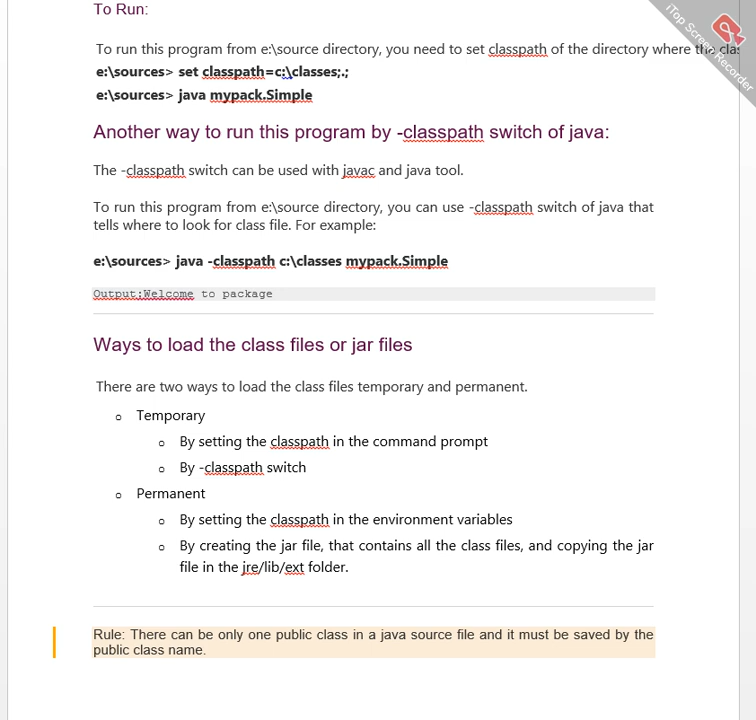 To Run:
To run this program from e:\source directory, you need to set classpath of the directory where the clas
e:\sources> set classpath=c:\classes;.;
e:\sources> java mypack.Simple
Another way to run this program by -classpath switch of java:
The -classpath switch can be used with javac and java tool.
To run this program from e:\source directory, you can use -classpath switch of java that
tells where to look for class file. For example:
e:\sources> java -classpath c:\classes mypack.Simple
Output:Welcome to package
Ways to load the class files or jar files
There are two ways to load the class files temporary and permanent.
o Temporary
o By setting the classpath in the command prompt
o By -classpath switch
o Permanent
o By setting the classpath in the environment variables
o By creating the jar file, that contains all the class files, and copying the jar
file in the jre/lib/ext folder.
Rule: There can be only one public class in a java source file and it must be saved by the
public class name.
iTop Screen Recorder